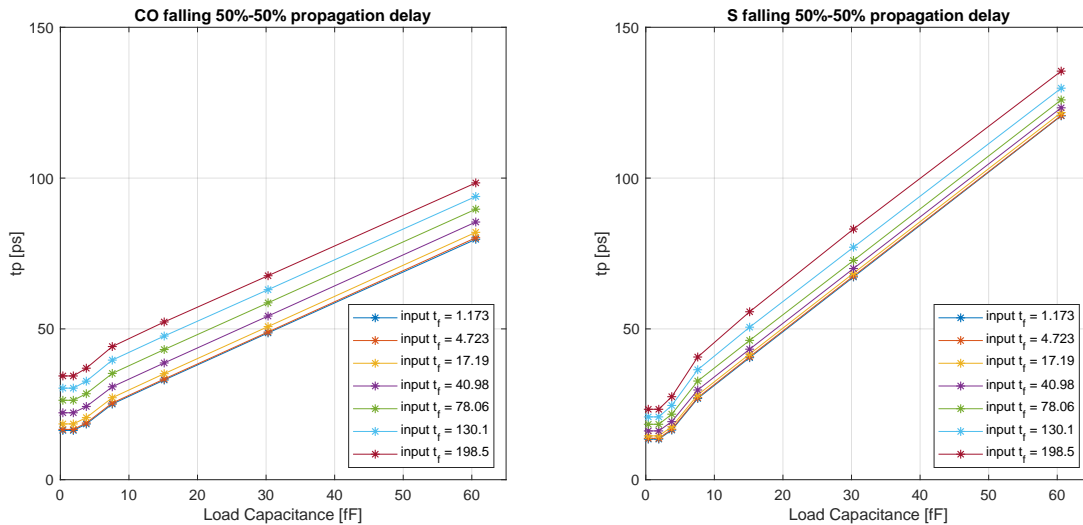 CO falling 50%-50% propagation delay
150
100
50
0
tp [ps]
0 10 20 30 40 50 60
Load Capacitance [fF]
input t_f = 1.173
input t_f = 4.723
input t_f = 17.19
input t_f = 40.98
input t_f = 78.06
input t_f = 130.1
input t_f = 198.5
S falling 50%-50% propagation delay
150
100
50
0
tp [ps]
0 10 20 30 40 50 60
Load Capacitance [fF]
input t_f = 1.173
input t_f = 4.723
input t_f = 17.19
input t_f = 40.98
input t_f = 78.06
input t_f = 130.1
input t_f = 198.5